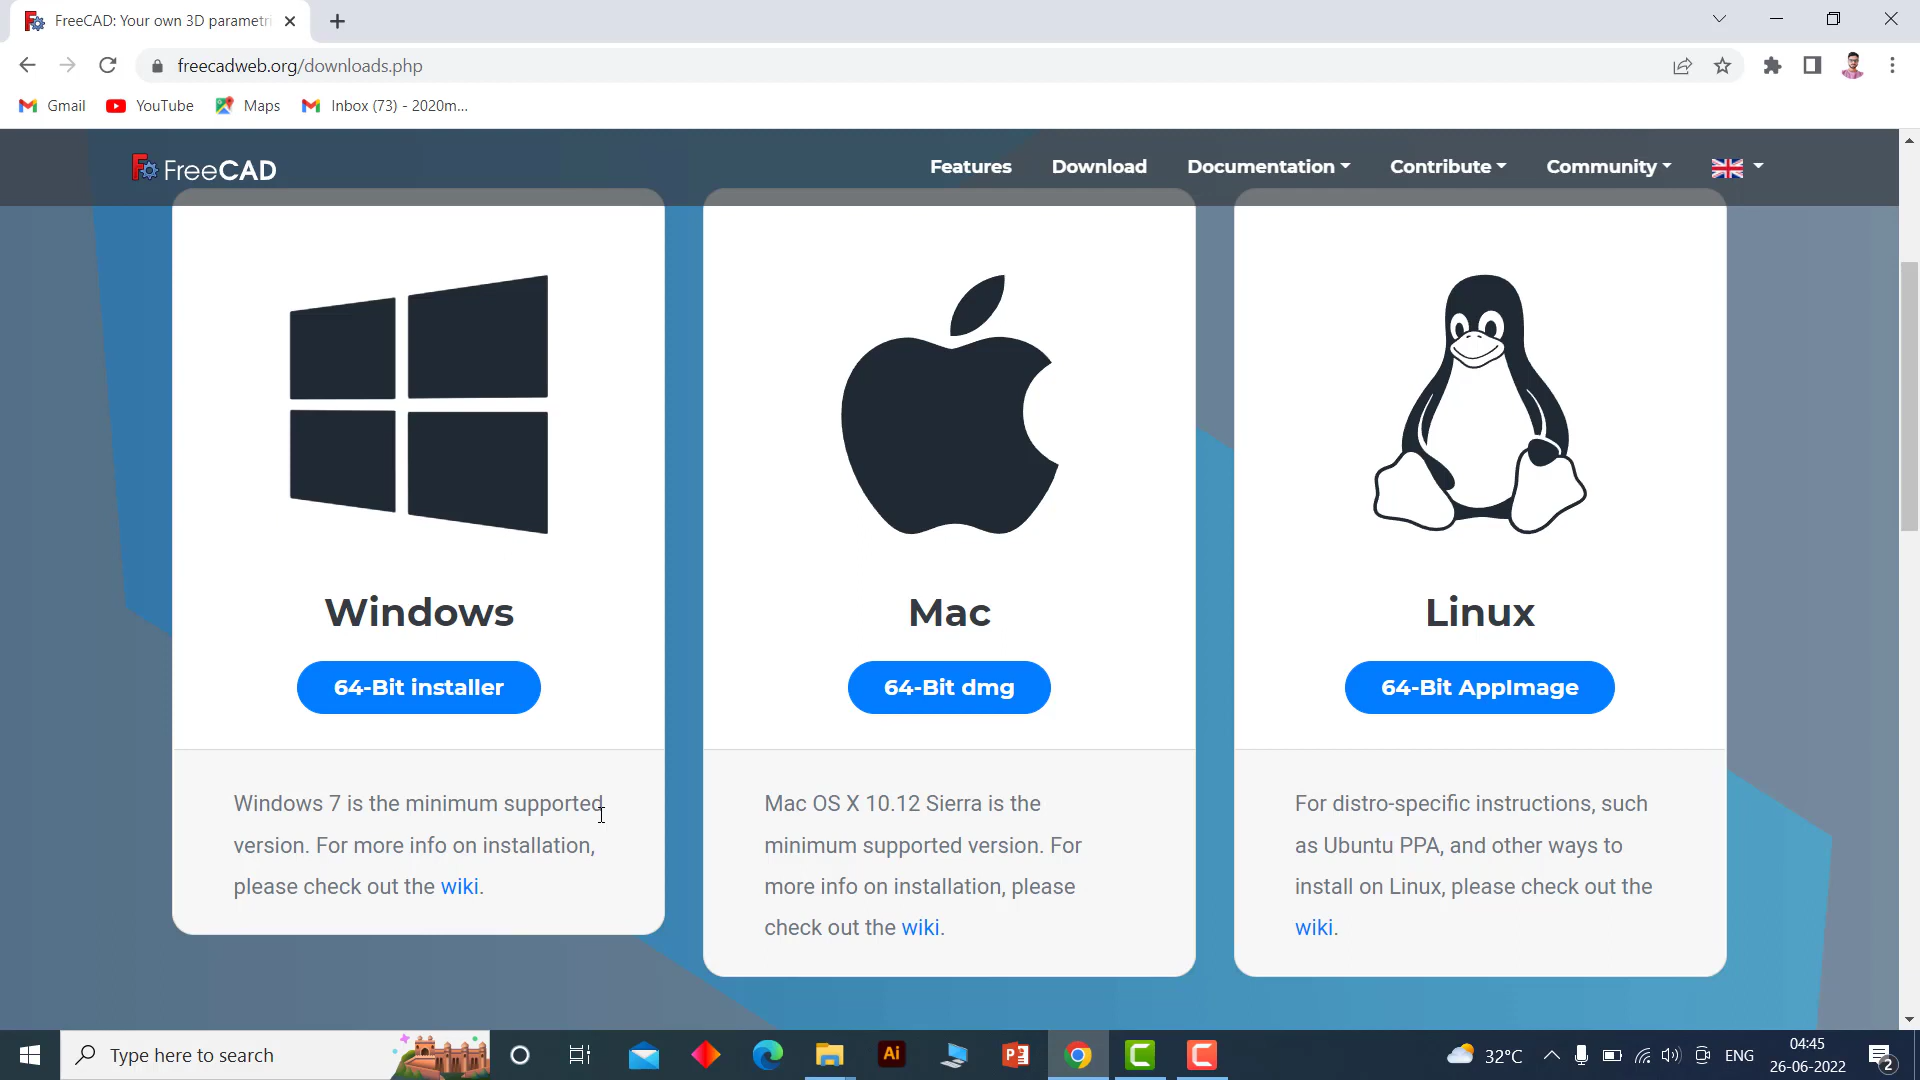 FreeCAD: Your own 3D parametri
freecadweb.org/downloads.php
Gmail
YouTube
Maps
Inbox (73) - 2020m...
FreeCAD
Features
Download
Documentation
Contribute
Community
Windows
64-Bit installer
Windows 7 is the minimum supported
version. For more info on installation,
please check out the wiki.
Mac
64-Bit dmg
Mac OS X 10.12 Sierra is the
minimum supported version. For
more info on installation, please
check out the wiki.
Linux
64-Bit AppImage
For distro-specific instructions, such
as Ubuntu PPA, and other ways to
install on Linux, please check out the
wiki.
Type here to search
Ai
32°C
ENG
04:45
26-06-2022
2